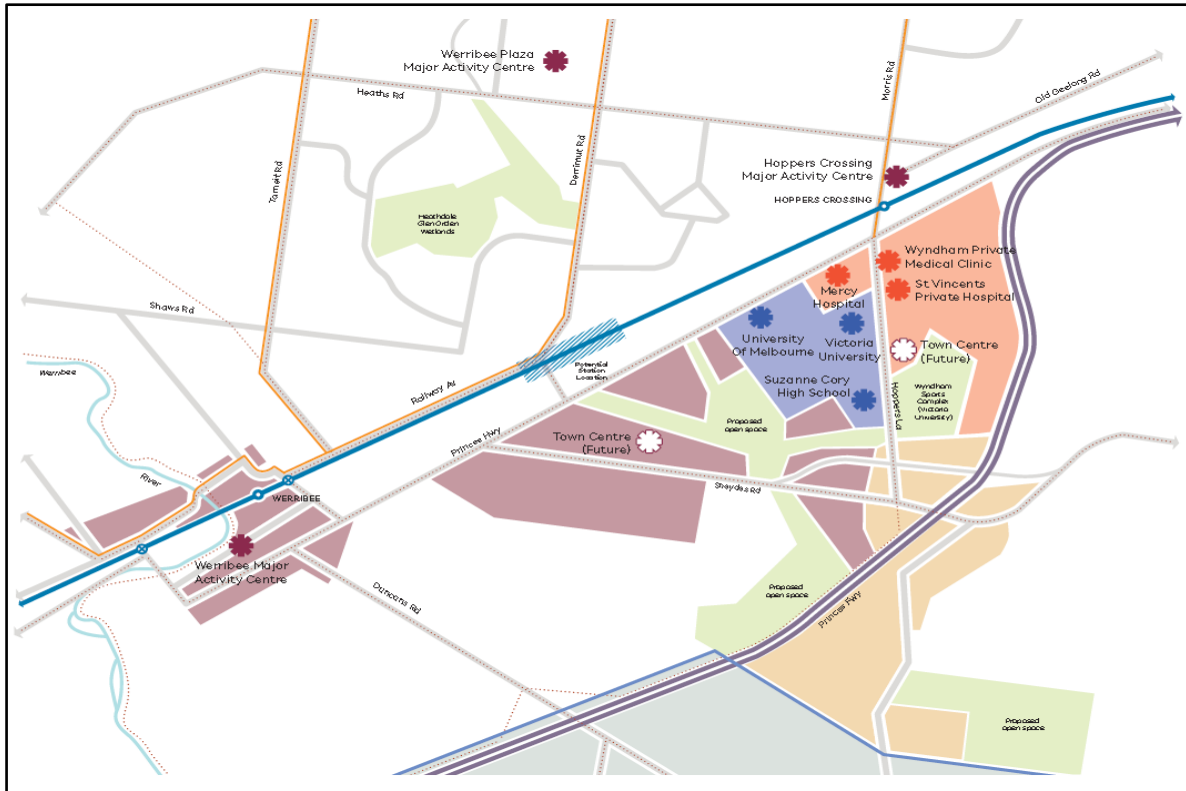 Werribee Plaza
Major Activity Centre
Heaths Rd
Morris Rd
Old Geelong Rd
Tarneit Rd
Derrimut Rd
Hoppers Crossing
Major Activity Centre
HOPPERS CROSSING
Heathdale
Glen Orden
Wetlands
Wyndham Private
Medical Clinic
St Vincents
Private Hospital
Mercy
Hospital
Shaws Rd
University
Of Melbourne
Victoria
University
Town Centre
(Future)
Potential
Station
Location
Werribee
River
Railway Av
Suzanne Cory
High School
Hoppers La
Wyndham
Sports
Complex
(Victoria
University)
Princes Hwy
Town Centre
(Future)
Proposed
open space
Sneydes Rd
WERRIBEE
Werribee Major
Activity Centre
Duncans Rd
Proposed
open space
Princes Fwy
Proposed
open space